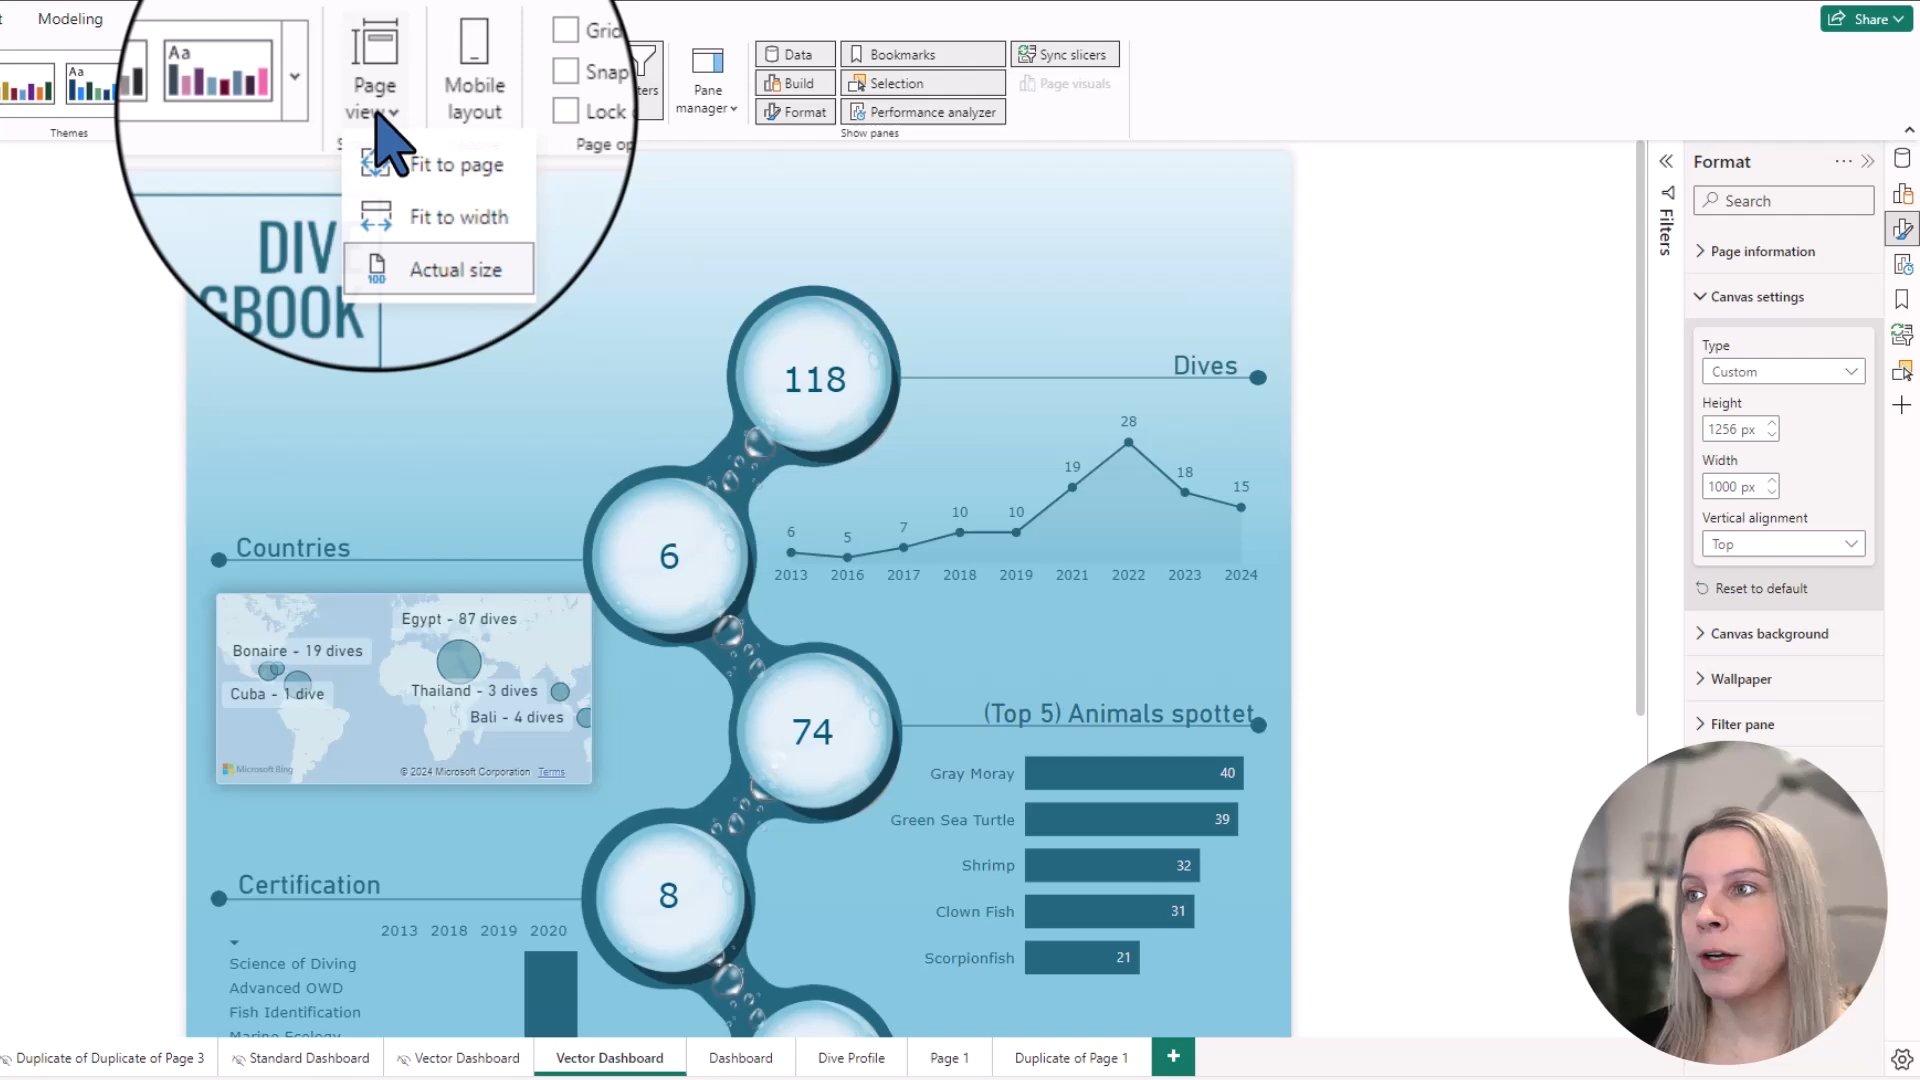 Modeling
Share
Aa
Aa
Themes
Page view
Mobile layout
Grid
Snap
Lock
Page op
Fit to page
Fit to width
Actual size
Pane manager
Data
Build
Format
Bookmarks
Selection
Performance analyzer
Sync slicers
Page visuals
Show panes
DIV
GBOOK
118
Dives
28
19
18
15
10
10
6
5
7
2013 2016 2017 2018 2019 2021 2022 2023 2024
Countries
6
Egypt - 87 dives
Bonaire - 19 dives
Cuba - 1 dive
Thailand - 3 dives
Bali - 4 dives
Microsoft Bing
© 2024 Microsoft Corporation Terms
74
(Top 5) Animals spottet
Gray Moray 40
Green Sea Turtle 39
Shrimp 32
Clown Fish 31
Scorpionfish 21
Certification
8
2013 2018 2019 2020
Science of Diving
Advanced OWD
Fish Identification
Marine Ecology
Filters
Format
Search
Page information
Canvas settings
Type
Custom
Height
1256 px
Width
1000 px
Vertical alignment
Top
Reset to default
Canvas background
Wallpaper
Filter pane
Duplicate of Duplicate of Page 3
Standard Dashboard
Vector Dashboard
Vector Dashboard
Dashboard
Dive Profile
Page 1
Duplicate of Page 1